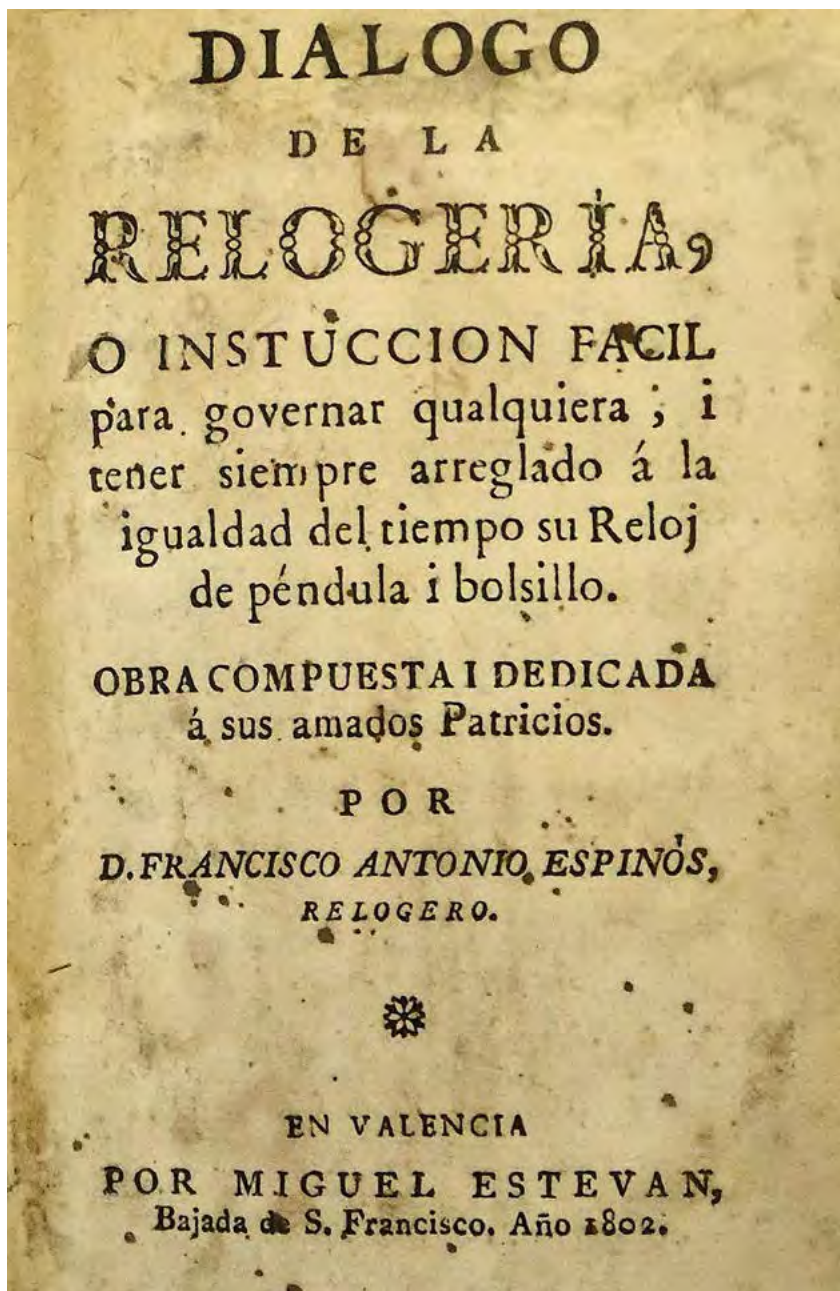 DIALOGO
DE LA
RELOGERIA,
O INSTUCCION FACIL
para governar qualquiera ; i
tener siempre arreglado á la
igualdad del tiempo su Reloj
de péndula i bolsillo.
OBRA COMPUESTA I DEDICADA
á sus amados Patricios.
POR
D. FRANCISCO ANTONIO ESPINÓS,
RELOGERO.
EN VALENCIA
POR MIGUEL ESTEVAN,
Bajada de S. Francisco. Año 1802.